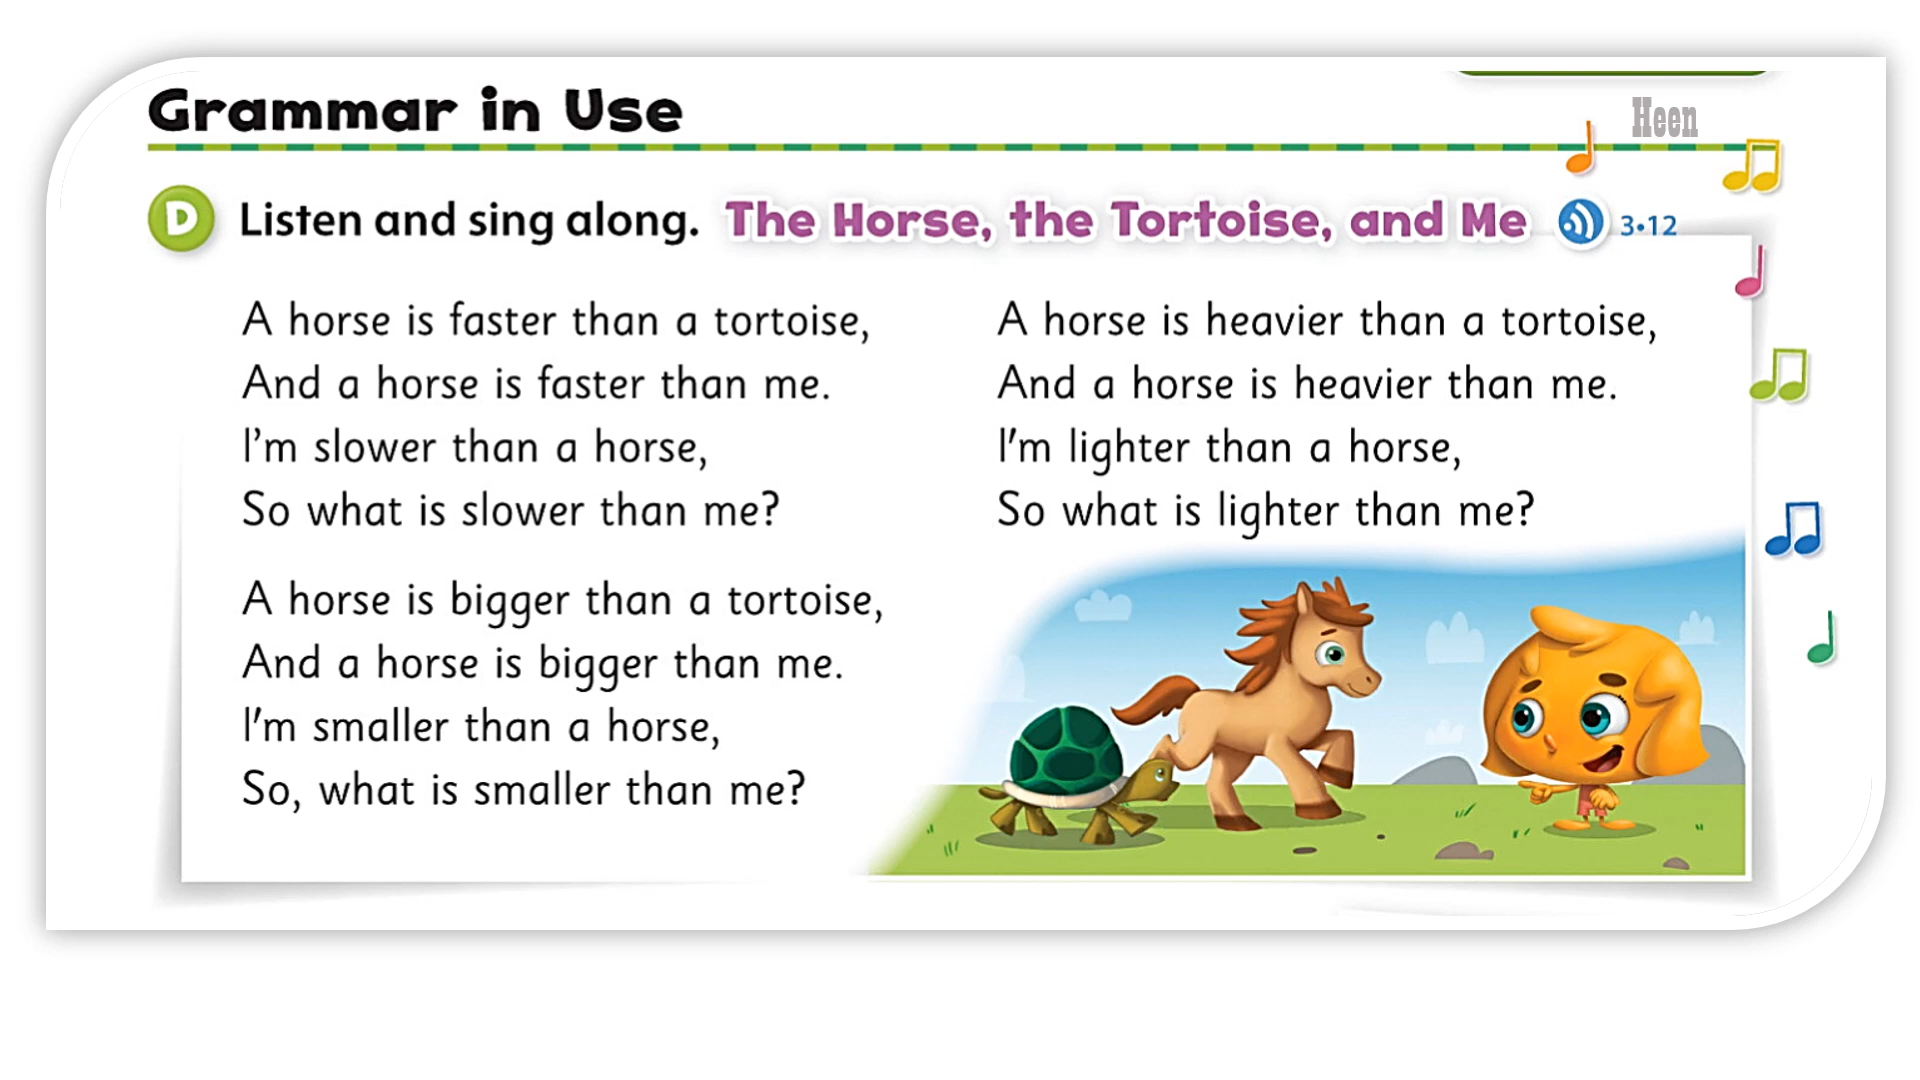 Grammar in Use
Heen
D Listen and sing along. The Horse, the Tortoise, and Me 3•12
A horse is faster than a tortoise,
And a horse is faster than me.
I’m slower than a horse,
So what is slower than me?
A horse is bigger than a tortoise,
And a horse is bigger than me.
I'm smaller than a horse,
So, what is smaller than me?
A horse is heavier than a tortoise,
And a horse is heavier than me.
I'm lighter than a horse,
So what is lighter than me?